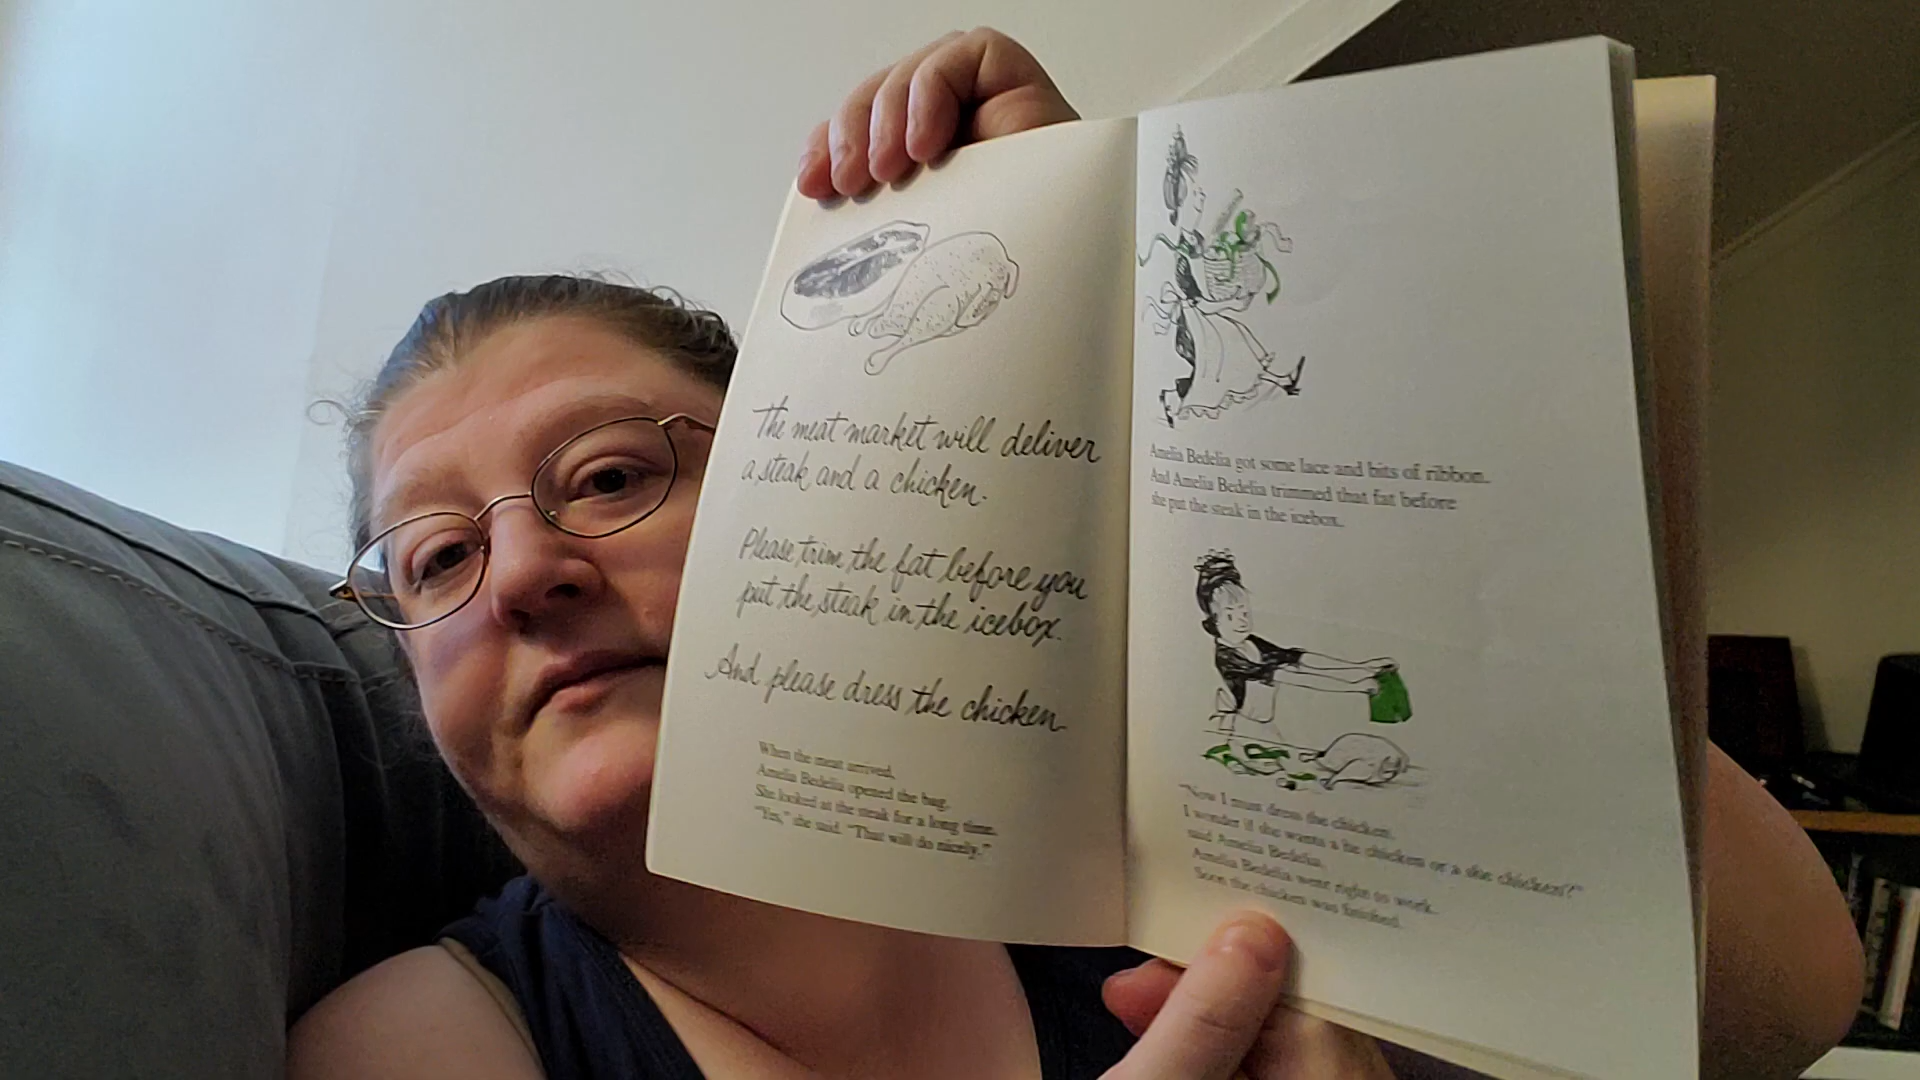 The meat market will deliver
a steak and a chicken.
Please trim the fat before you
put the steak in the icebox.
And please dress the chicken.
When the meat arrived,
Amelia Bedelia opened the bag.
She looked at the steak for a long time.
"Yes," she said. "That will do nicely."
Amelia Bedelia got some lace and bits of ribbon.
And Amelia Bedelia trimmed that fat before
she put the steak in the icebox.
"Now I must dress the chicken.
I wonder if she wants a he chicken or a she chicken?"
said Amelia Bedelia.
Amelia Bedelia went right to work.
Soon the chicken was finished.